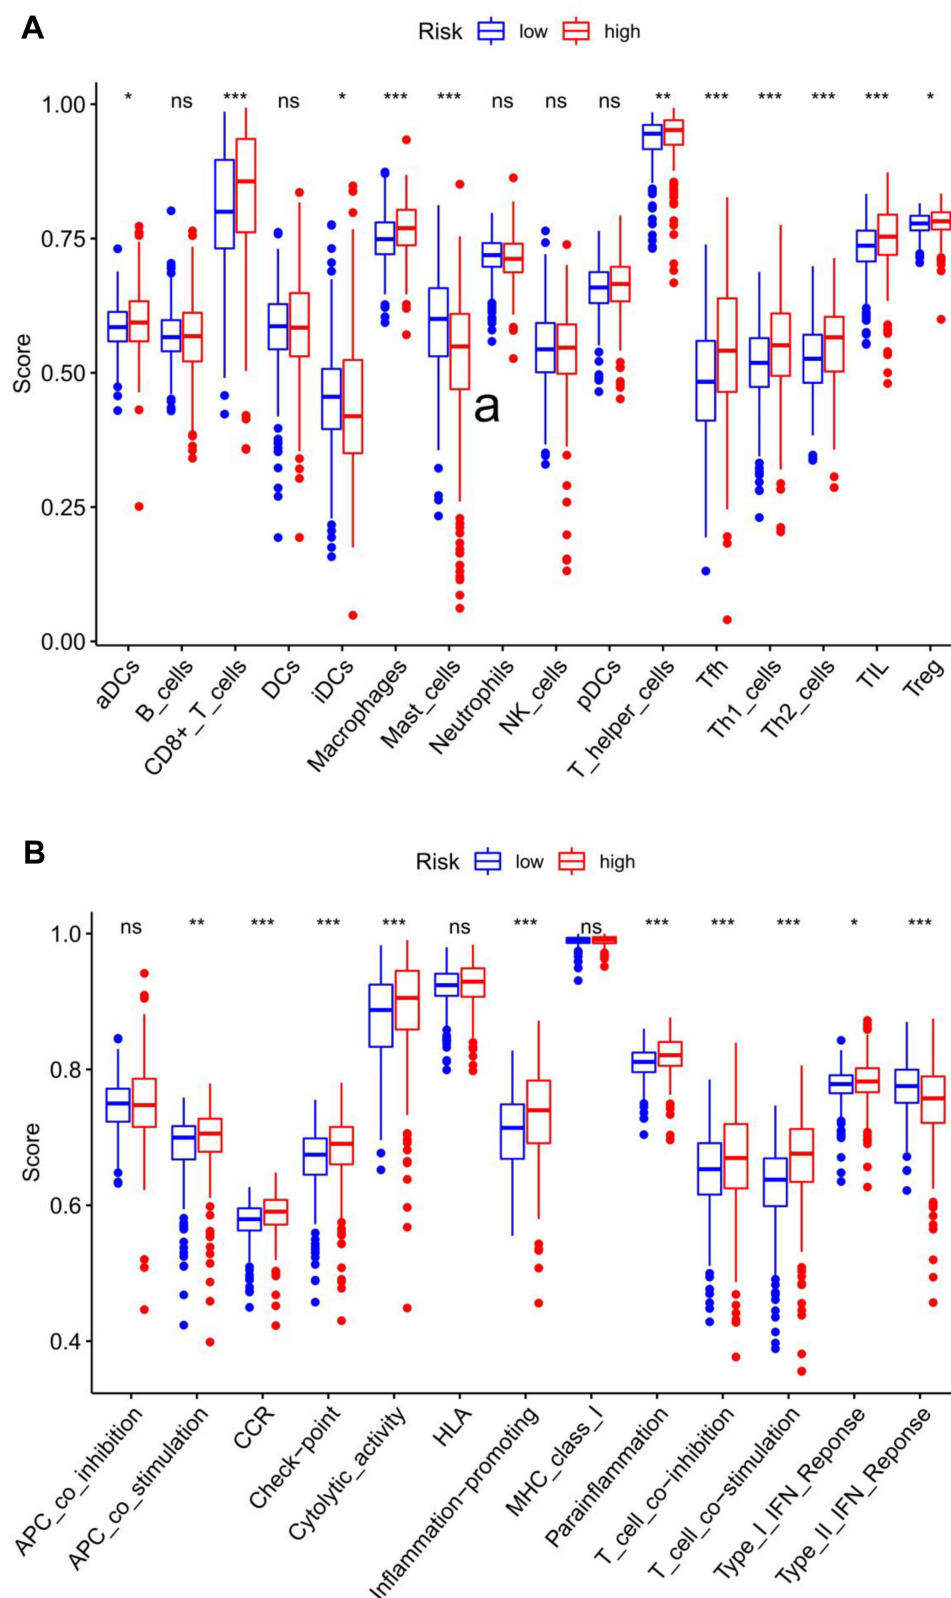 A
Risk low high
* ns *** ns * *** *** ns ns ns ** *** *** *** *** *
1.00
0.75
0.50
0.25
0.00
Score
a
aDCs
B_cells
CD8+_T_cells
DCs
iDCs
Macrophages
Mast_cells
Neutrophils
NK_cells
pDCs
T_helper_cells
Tfh
Th1_cells
Th2_cells
TIL
Treg
B
Risk low high
ns ** *** *** *** ns *** ns *** *** *** * ***
1.0
0.8
0.6
0.4
Score
APC_co_inhibition
APC_co_stimulation
CCR
Check-point
Cytolytic_activity
HLA
Inflammation-promoting
MHC_class_I
Parainflammation
T_cell_co-inhibition
T_cell_co-stimulation
Type_I_IFN_Reponse
Type_II_IFN_Reponse